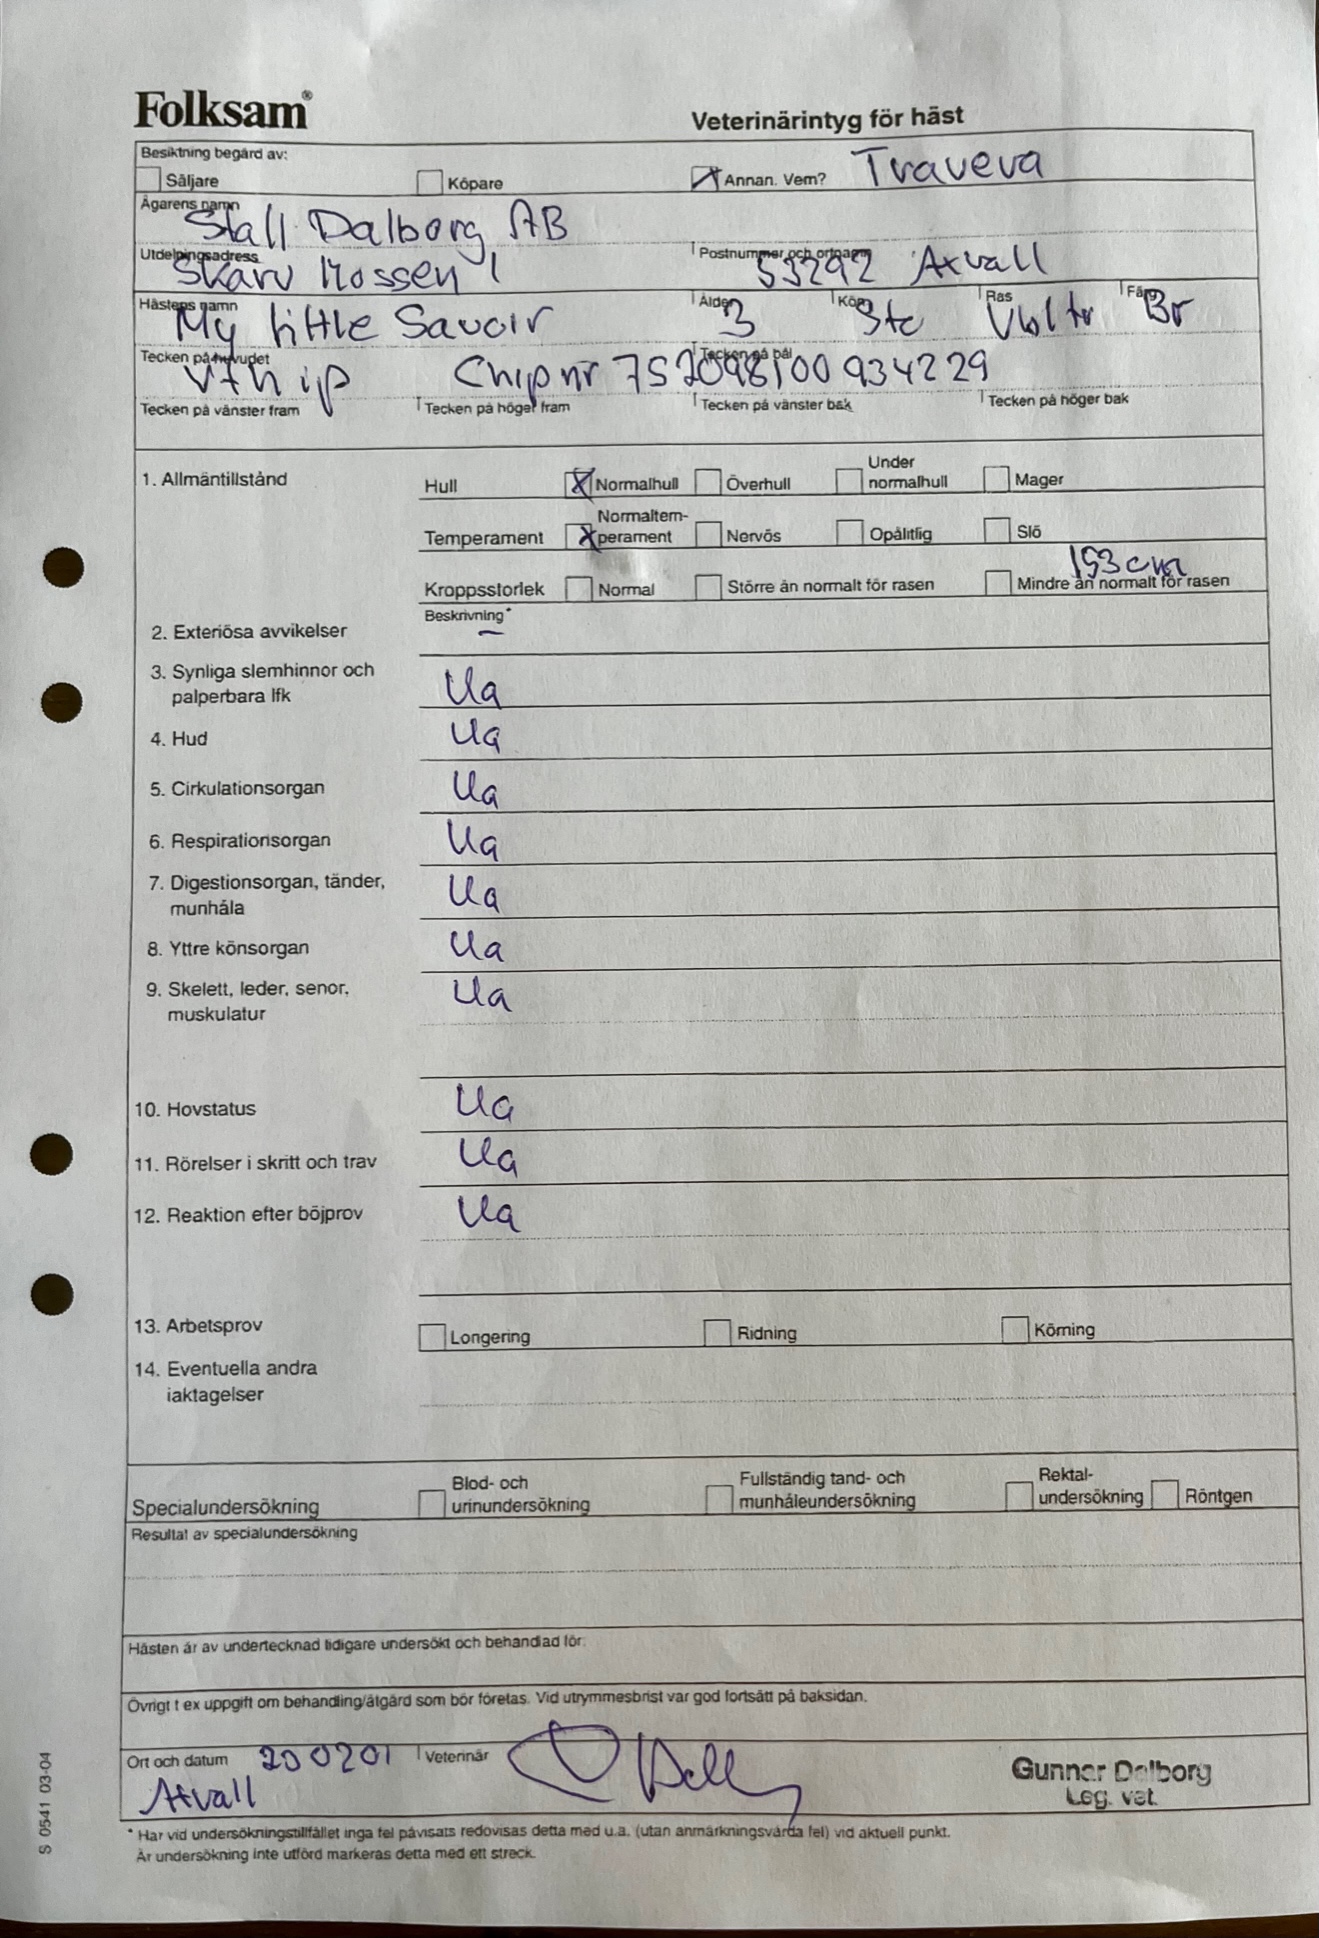 Folksam®
Veterinärintyg för häst
Besiktning begärd av:
Säljare Köpare Annan. Vem? Traveva
Ägarens namn
Stall Dalborg AB
Utdelningsadress Postnummer och ortnamn
Skarv Mossen 1 53292 Axvall
Hästens namn Ålder Kön Ras Färg
My little Savoir 3 Sto Vbltr Br
Tecken på huvudet Tecken på bål
Vth ip Chipnr 752098100934229
Tecken på vänster fram Tecken på höger fram Tecken på vänster bak Tecken på höger bak
1. Allmäntillstånd
Hull Normalhull Överhull Under normalhull Mager
Temperament Normaltem-perament Nervös Opålitlig Slö
153 cm
Kroppsstorlek Normal Större än normalt för rasen Mindre än normalt för rasen
Beskrivning*
2. Exteriösa avvikelser –
3. Synliga slemhinnor och
palperbara lfk Ua
4. Hud Ua
5. Cirkulationsorgan Ua
6. Respirationsorgan Ua
7. Digestionsorgan, tänder,
munhåla Ua
8. Yttre könsorgan Ua
9. Skelett, leder, senor, Ua
muskulatur
10. Hovstatus Ua
11. Rörelser i skritt och trav Ua
12. Reaktion efter böjprov Ua
13. Arbetsprov Longering Ridning Körning
14. Eventuella andra
iaktagelser
Specialundersökning Blod- och urinundersökning Fullständig tand- och munhåleundersökning Rektal-undersökning Röntgen
Resultat av specialundersökning
Hästen är av undertecknad tidigare undersökt och behandlad för:
Övrigt t ex uppgift om behandling/åtgärd som bör företas. Vid utrymmesbrist var god fortsätt på baksidan.
Ort och datum 200201 Veterinär
Axvall
Gunnar Dalborg
Leg. vet.
* Har vid undersökningstillfället inga fel påvisats redovisas detta med u.a. (utan anmärkningsvärda fel) vid aktuell punkt.
Är undersökning inte utförd markeras detta med ett streck.
S 0541 03-04